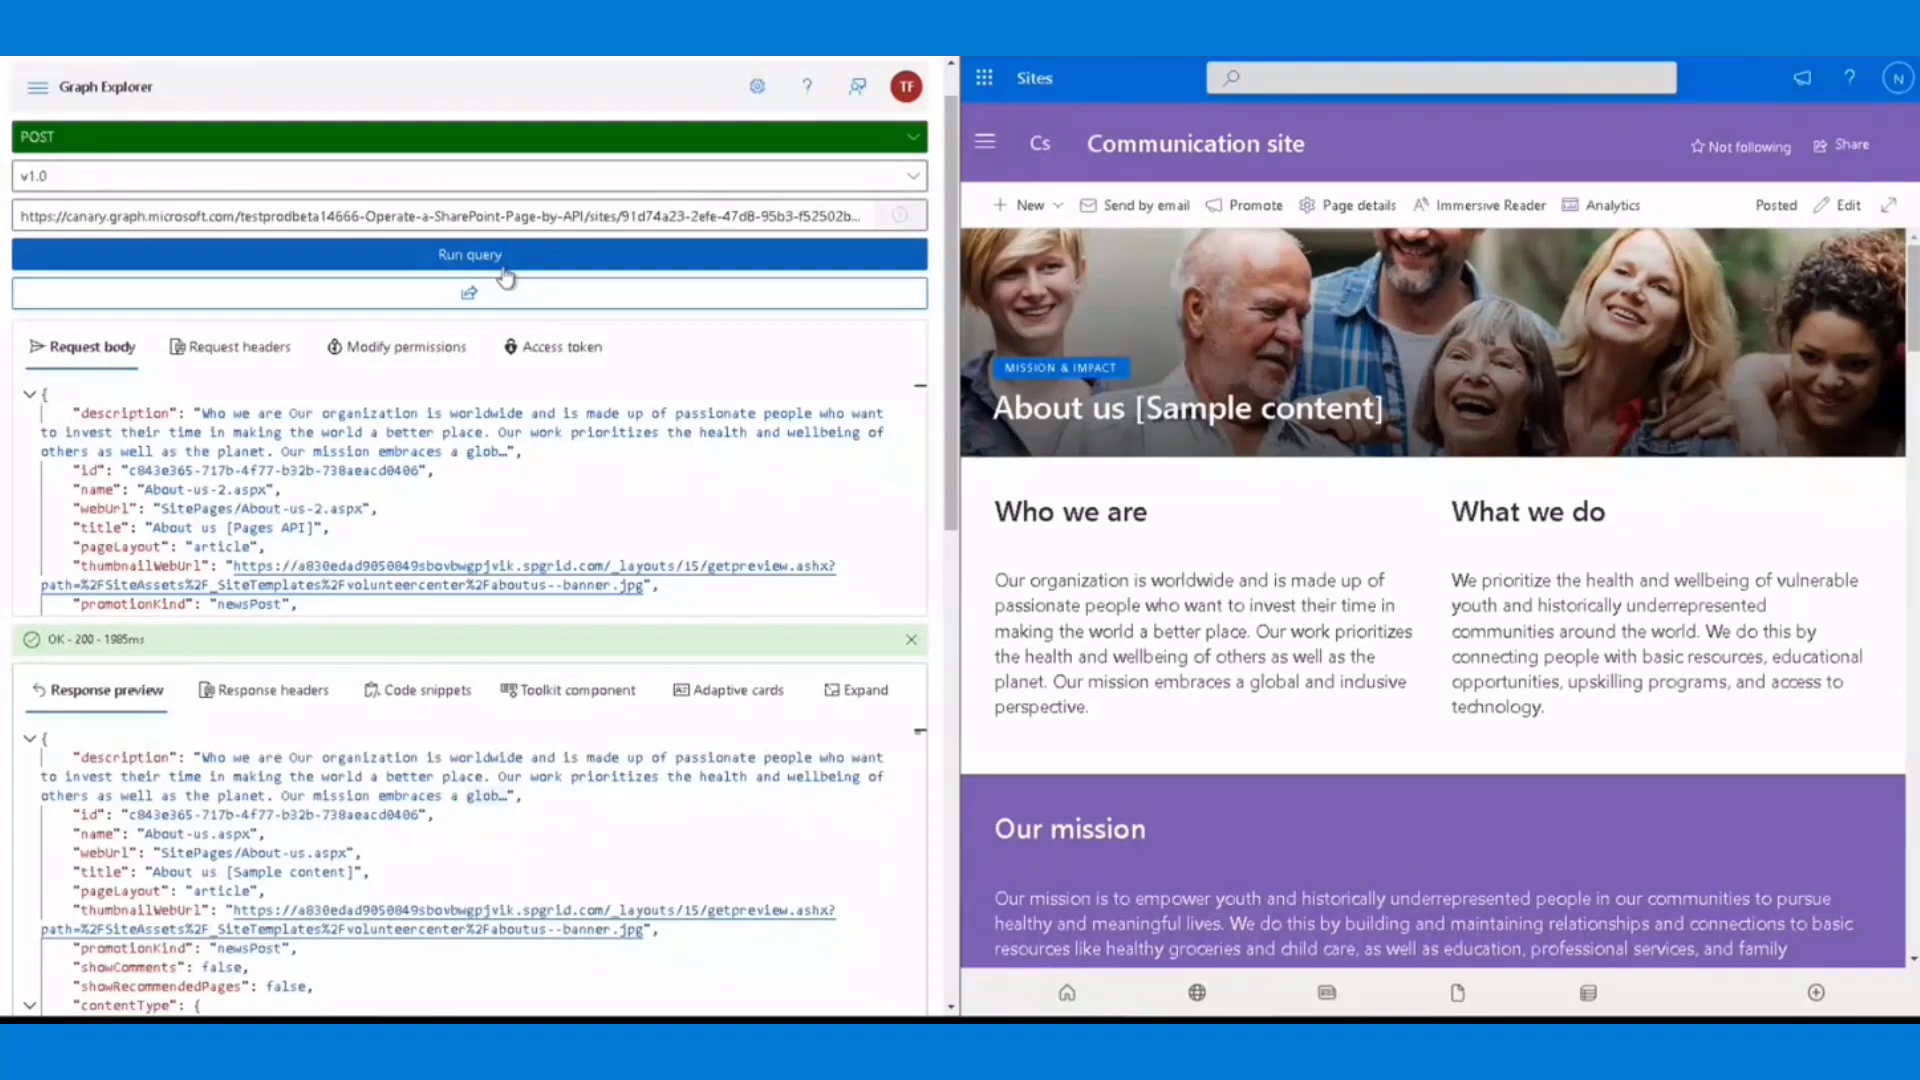 Graph Explorer
TF
POST
v1.0
https://canary.graph.microsoft.com/testprodbeta14666-Operate-a-SharePoint-Page-by-API/sites/91d74a23-2efe-47d8-95b3-f52502b...
Run query
Request body
Request headers
Modify permissions
Access token
{
"description": "Who we are Our organization is worldwide and is made up of passionate people who want
to invest their time in making the world a better place. Our work prioritizes the health and wellbeing of
others as well as the planet. Our mission embraces a glob…",
"id": "c843e365-717b-4f77-b32b-738aeacd0406",
"name": "About-us-2.aspx",
"webUrl": "SitePages/About-us-2.aspx",
"title": "About us [Pages API]",
"pageLayout": "article",
"thumbnailWebUrl": "https://a830edad9050849sbovbwgpjvik.spgrid.com/_layouts/15/getpreview.ashx?
path=%2FSiteAssets%2F_SiteTemplates%2Fvolunteercenter%2Faboutus--banner.jpg",
"promotionKind": "newsPost",
OK - 200 - 1985ms
Response preview
Response headers
Code snippets
Toolkit component
Adaptive cards
Expand
{
"description": "Who we are Our organization is worldwide and is made up of passionate people who want
to invest their time in making the world a better place. Our work prioritizes the health and wellbeing of
others as well as the planet. Our mission embraces a glob…",
"id": "c843e365-717b-4f77-b32b-738aeacd0406",
"name": "About-us.aspx",
"webUrl": "SitePages/About-us.aspx",
"title": "About us [Sample content]",
"pageLayout": "article",
"thumbnailWebUrl": "https://a830edad9050849sbovbwgpjvik.spgrid.com/_layouts/15/getpreview.ashx?
path=%2FSiteAssets%2F_SiteTemplates%2Fvolunteercenter%2Faboutus--banner.jpg",
"promotionKind": "newsPost",
"showComments": false,
"showRecommendedPages": false,
"contentType": {
Sites
N
Cs
Communication site
Not following
Share
New
Send by email
Promote
Page details
Immersive Reader
Analytics
Posted
Edit
MISSION & IMPACT
About us [Sample content]
Who we are
Our organization is worldwide and is made up of
passionate people who want to invest their time in
making the world a better place. Our work prioritizes
the health and wellbeing of others as well as the
planet. Our mission embraces a global and inclusive
perspective.
What we do
We prioritize the health and wellbeing of vulnerable
youth and historically underrepresented
communities around the world. We do this by
connecting people with basic resources, educational
opportunities, upskilling programs, and access to
technology.
Our mission
Our mission is to empower youth and historically underrepresented people in our communities to pursue
healthy and meaningful lives. We do this by building and maintaining relationships and connections to basic
resources like healthy groceries and child care, as well as education, professional services, and family